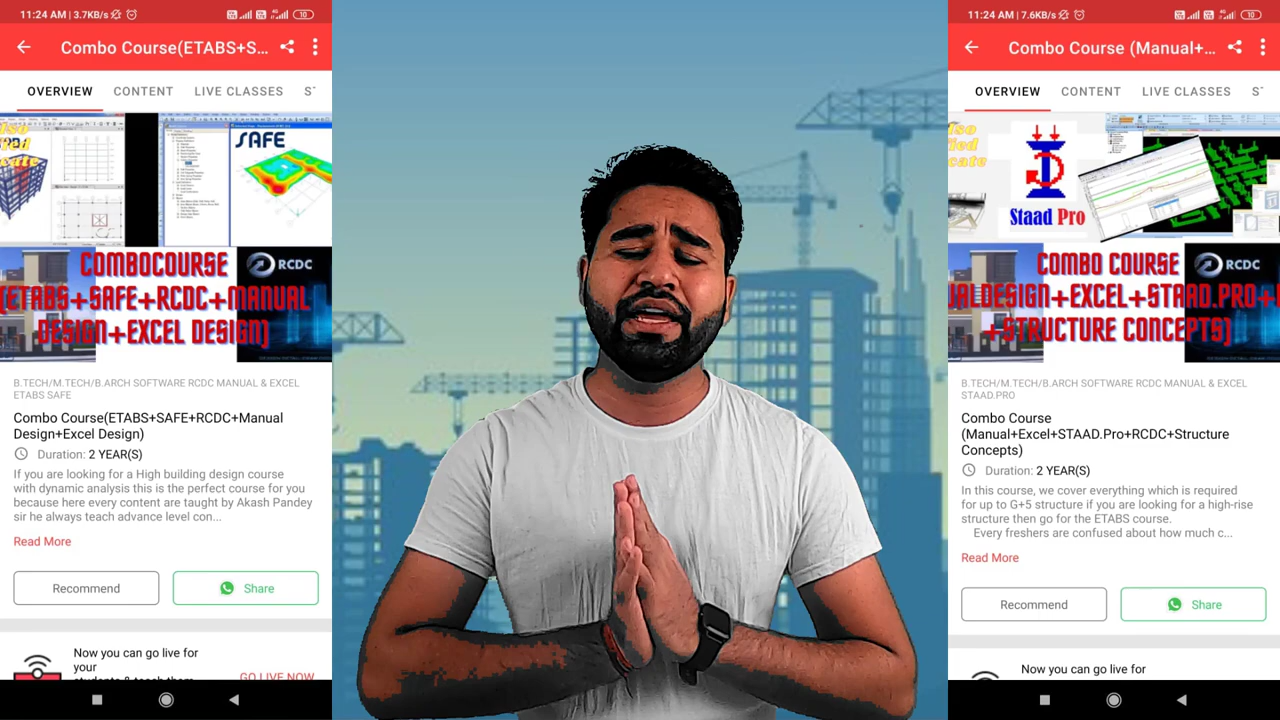 11:24 AM | 3.7KB/s
10
Combo Course(ETABS+S...
OVERVIEW
CONTENT
LIVE CLASSES
SAFE
COMBOCOURSE
(ETABS+SAFE+RCDC+MANUAL
DESIGN+EXCEL DESIGN)
RCDC
B.TECH/M.TECH/B.ARCH SOFTWARE RCDC MANUAL & EXCEL
ETABS SAFE
Combo Course(ETABS+SAFE+RCDC+Manual
Design+Excel Design)
Duration: 2 YEAR(S)
If you are looking for a High building design course
with dynamic analysis this is the perfect course for you
because here every content are taught by Akash Pandey
sir he always teach advance level con...
Read More
Recommend
Share
Now you can go live for
your
GO LIVE NOW
11:24 AM | 7.6KB/s
10
Combo Course (Manual+...
OVERVIEW
CONTENT
LIVE CLASSES
Staad Pro
COMBO COURSE
UALDESIGN+EXCEL+STAAD.PRO+
+STRUCTURE CONCEPTS)
RCDC
B.TECH/M.TECH/B.ARCH SOFTWARE RCDC MANUAL & EXCEL
STAAD.PRO
Combo Course
(Manual+Excel+STAAD.Pro+RCDC+Structure
Concepts)
Duration: 2 YEAR(S)
In this course, we cover everything which is required
for up to G+5 structure if you are looking for a high-rise
structure then go for the ETABS course.
Every freshers are confused about how much c...
Read More
Recommend
Share
Now you can go live for